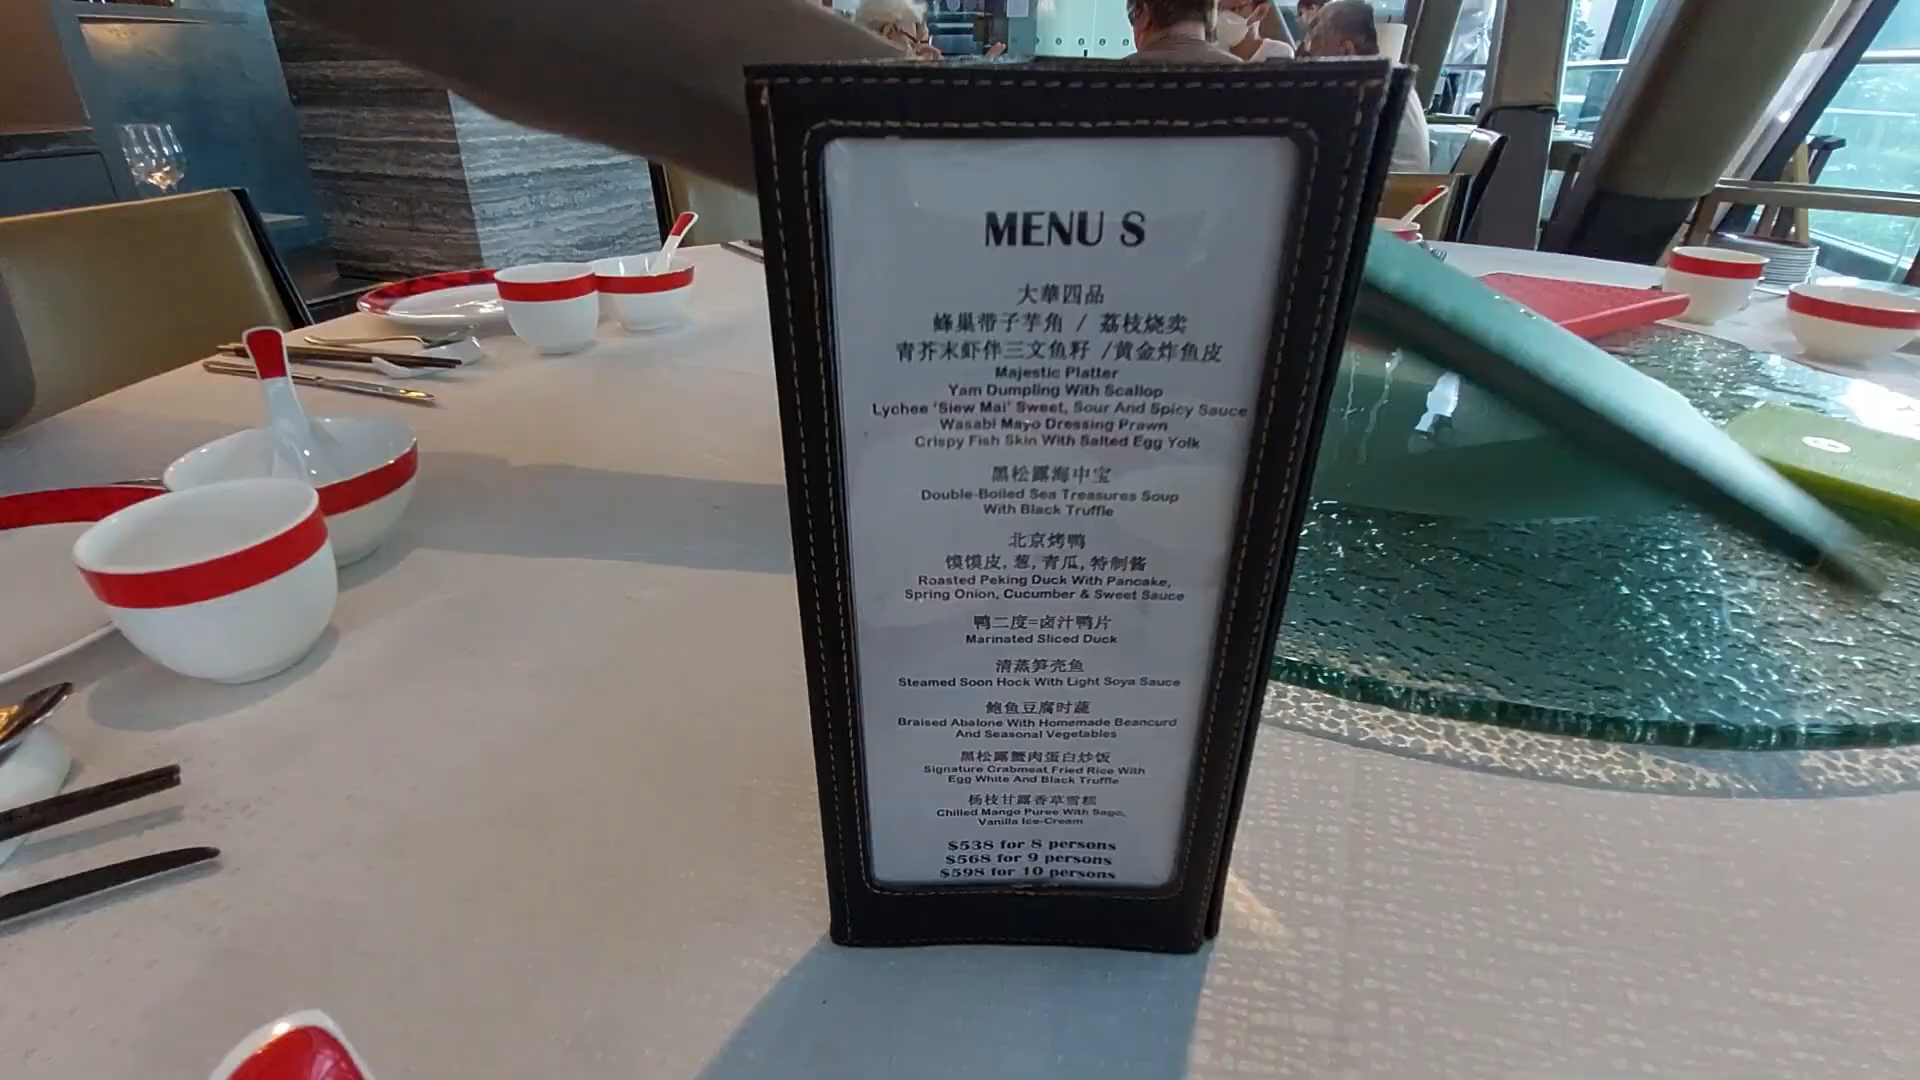 MENU S
大華四品
蜂巢带子芋角 / 荔枝烧卖
青芥末虾伴三文鱼籽 /黄金炸鱼皮
Majestic Platter
Yam Dumpling With Scallop
Lychee 'Siew Mai' Sweet, Sour And Spicy Sauce
Wasabi Mayo Dressing Prawn
Crispy Fish Skin With Salted Egg Yolk
黑松露海中宝
Double-Boiled Sea Treasures Soup
With Black Truffle
北京烤鸭
馍馍皮, 葱, 青瓜, 特制酱
Roasted Peking Duck With Pancake,
Spring Onion, Cucumber & Sweet Sauce
鸭二度=卤汁鸭片
Marinated Sliced Duck
清蒸笋壳鱼
Steamed Soon Hock With Light Soya Sauce
鲍鱼豆腐时蔬
Braised Abalone With Homemade Beancurd
And Seasonal Vegetables
黑松露蟹肉蛋白炒饭
Signature Crabmeat Fried Rice With
Egg White And Black Truffle
杨枝甘露香草雪糕
Chilled Mango Puree With Sago,
Vanilla Ice-Cream
$538 for 8 persons
$568 for 9 persons
$598 for 10 persons